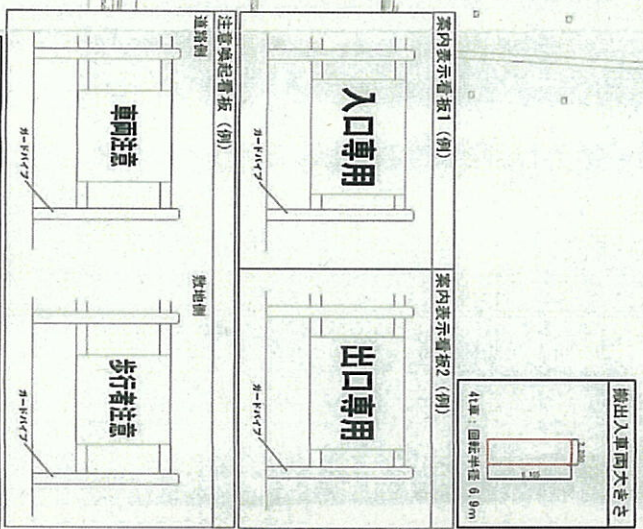 搬出入車両大きさ
4t車：回転半径 6.9m
案内表示看板1（例）
入口専用
ガードパイプ
案内表示看板2（例）
出口専用
ガードパイプ
注意喚起看板（例）
道路側
車両注意
ガードパイプ
敷地側
歩行者注意
ガードパイプ